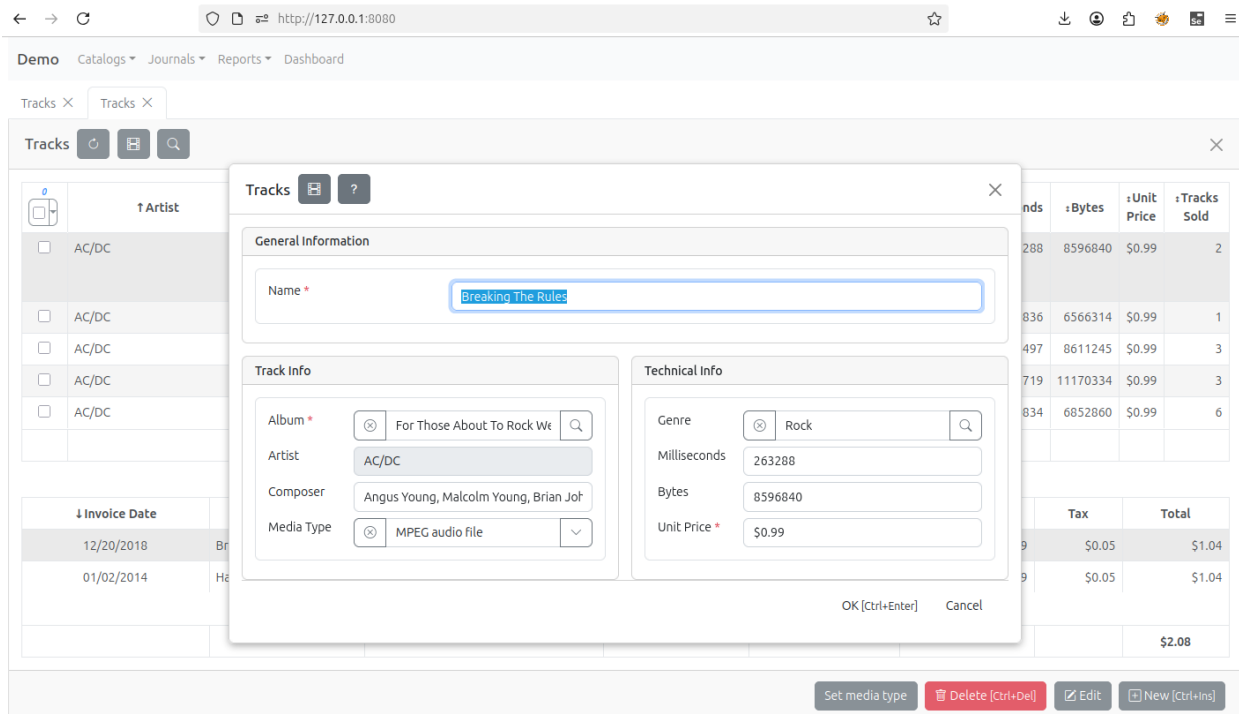 http://127.0.0.1:8080
Demo Catalogs Journals Reports Dashboard
Tracks Tracks
Tracks
0
↑Artist
nds
↕Bytes
↕Unit Price
↕Tracks Sold
AC/DC 288 8596840 $0.99 2
AC/DC 836 6566314 $0.99 1
AC/DC 497 8611245 $0.99 3
AC/DC 719 11170334 $0.99 3
AC/DC 834 6852860 $0.99 6
↓Invoice Date Tax Total
12/20/2018 Br 9 $0.05 $1.04
01/02/2014 Ha 9 $0.05 $1.04
$2.08
Tracks ?
General Information
Name * Breaking The Rules
Track Info
Album * For Those About To Rock We
Artist AC/DC
Composer Angus Young, Malcolm Young, Brian Joh
Media Type MPEG audio file
Technical Info
Genre Rock
Milliseconds 263288
Bytes 8596840
Unit Price * $0.99
OK [Ctrl+Enter] Cancel
Set media type Delete [Ctrl+Del] Edit New [Ctrl+Ins]